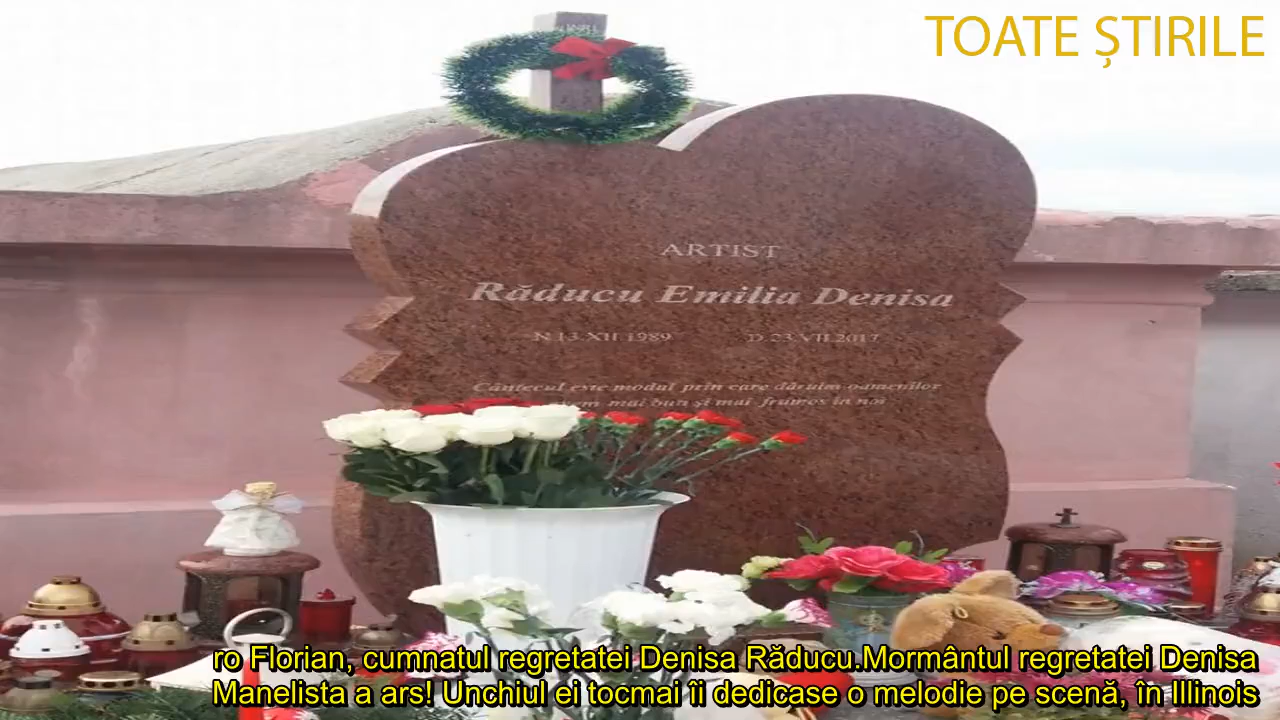 TOATE ȘTIRILE
INRI
ARTIST
Răducu Emilia Denisa
N.13.XII.1989 D.23.VII.2017
Cântecul este modul prin care dăruim oamenilor
mai bun și mai frumos în noi
ro Florian, cumnatul regretatei Denisa Răducu.Mormântul regretatei Denisa
Manelista a ars! Unchiul ei tocmai îi dedicase o melodie pe scenă, în Illinois